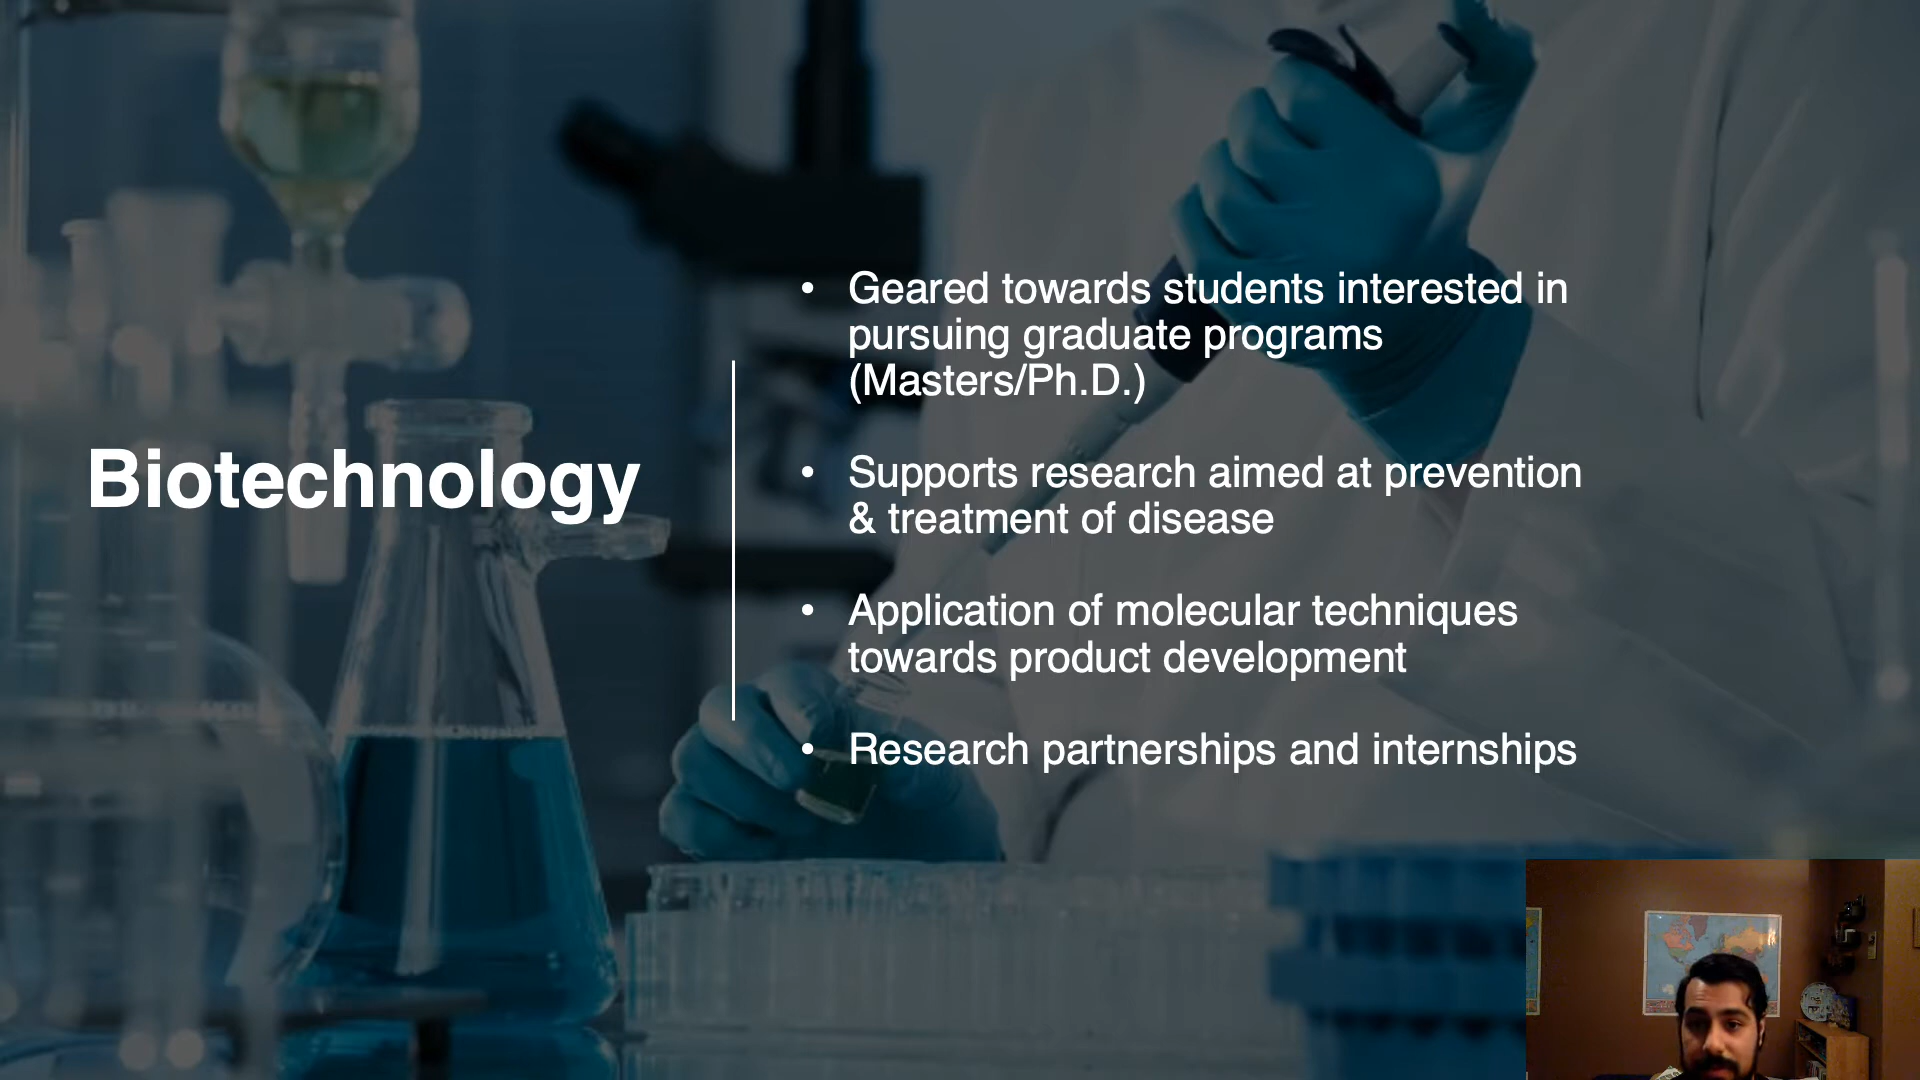 Biotechnology
• Geared towards students interested in
pursuing graduate programs
(Masters/Ph.D.)
• Supports research aimed at prevention
& treatment of disease
• Application of molecular techniques
towards product development
• Research partnerships and internships